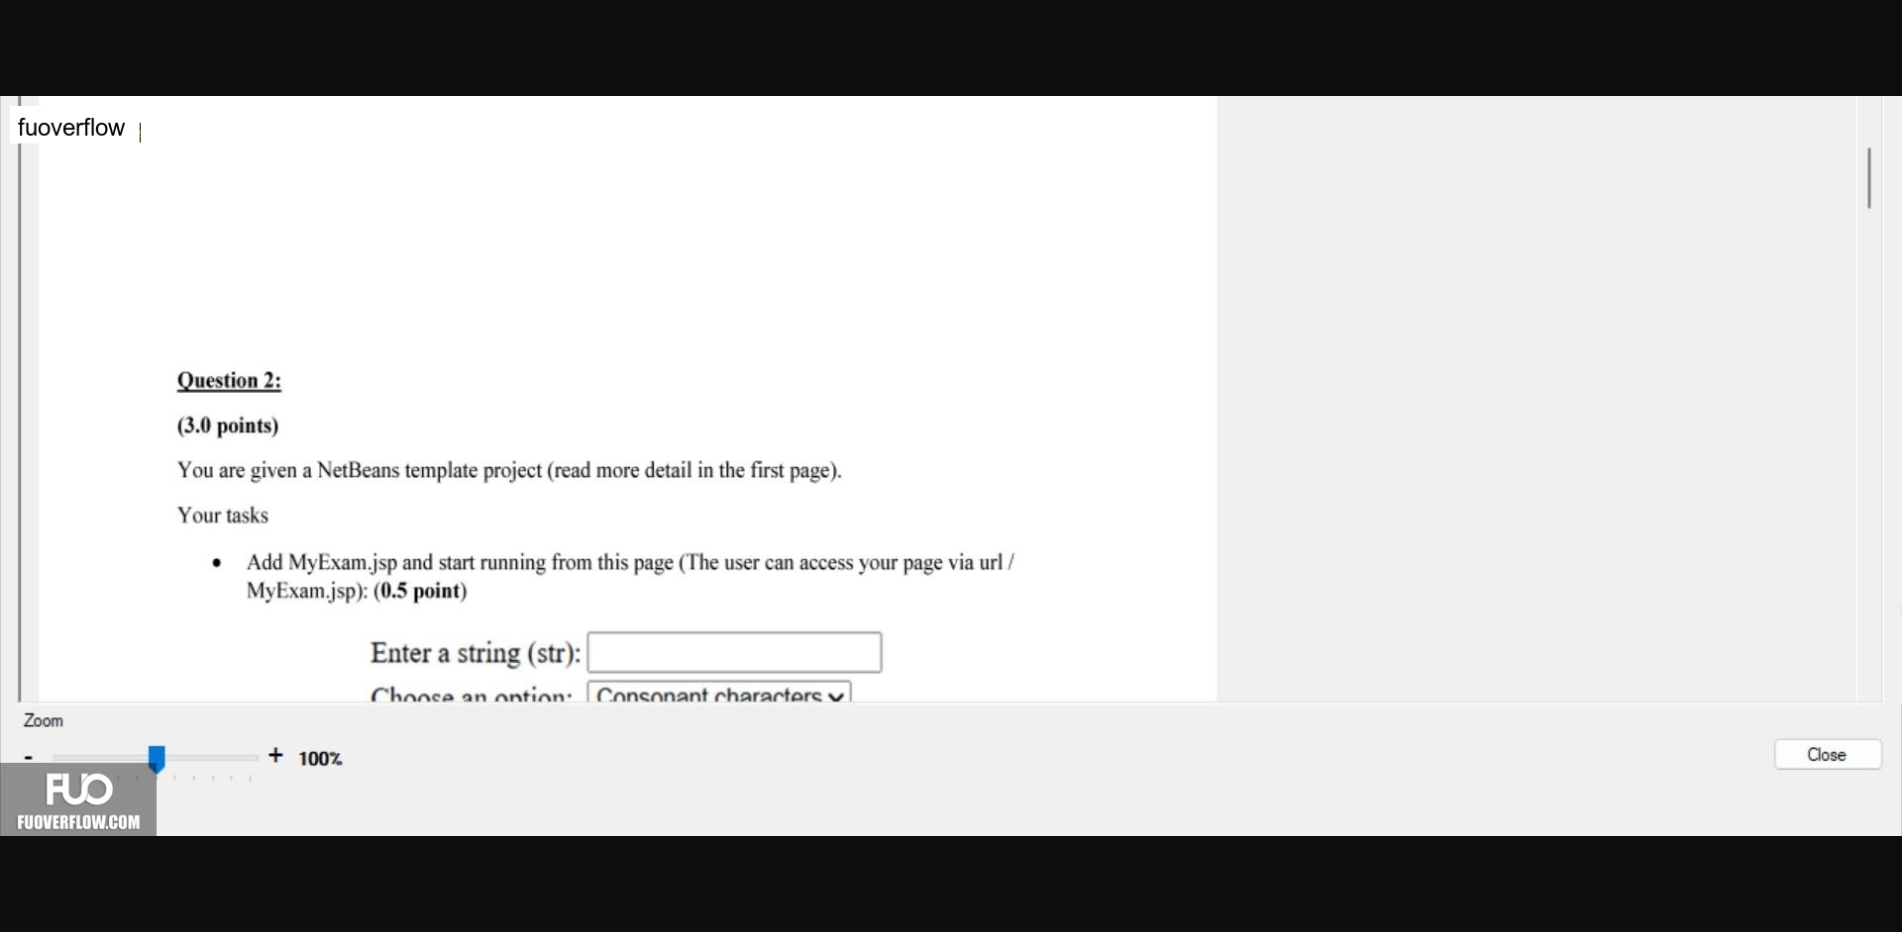 fuoverflow
Question 2:
(3.0 points)
You are given a NetBeans template project (read more detail in the first page).
Your tasks
• Add MyExam.jsp and start running from this page (The user can access your page via url /
MyExam.jsp): (0.5 point)
Enter a string (str):
Choose an option: Consonant characters
Zoom
- + 100%
Close
FUO
FUOVERFLOW.COM